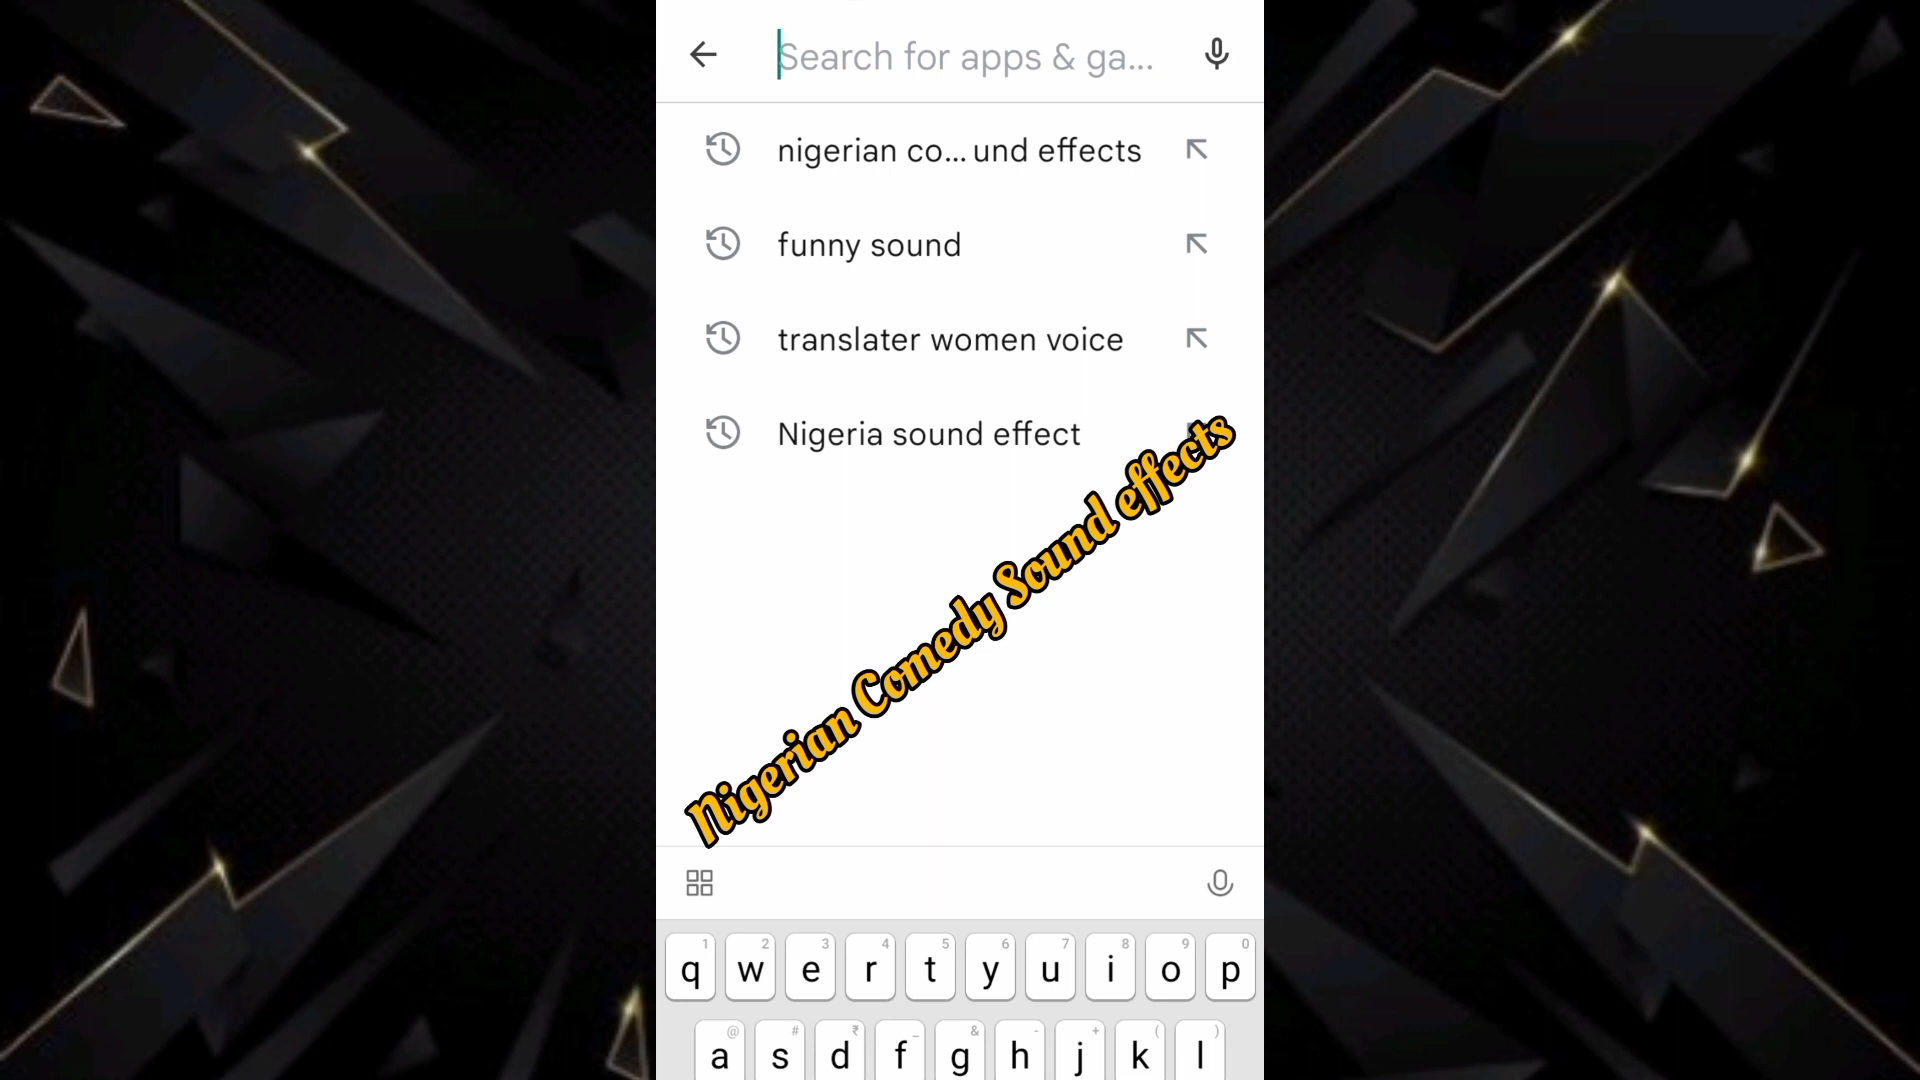 Search for apps & ga...
nigerian co... und effects
funny sound
translater women voice
Nigeria sound effect
Nigerian Comedy Sound effects
1 2 3 4 5 6 7 8 9 0
q w e r t y u i o p
@ # ₹ _ & - + ( )
a s d f g h j k l